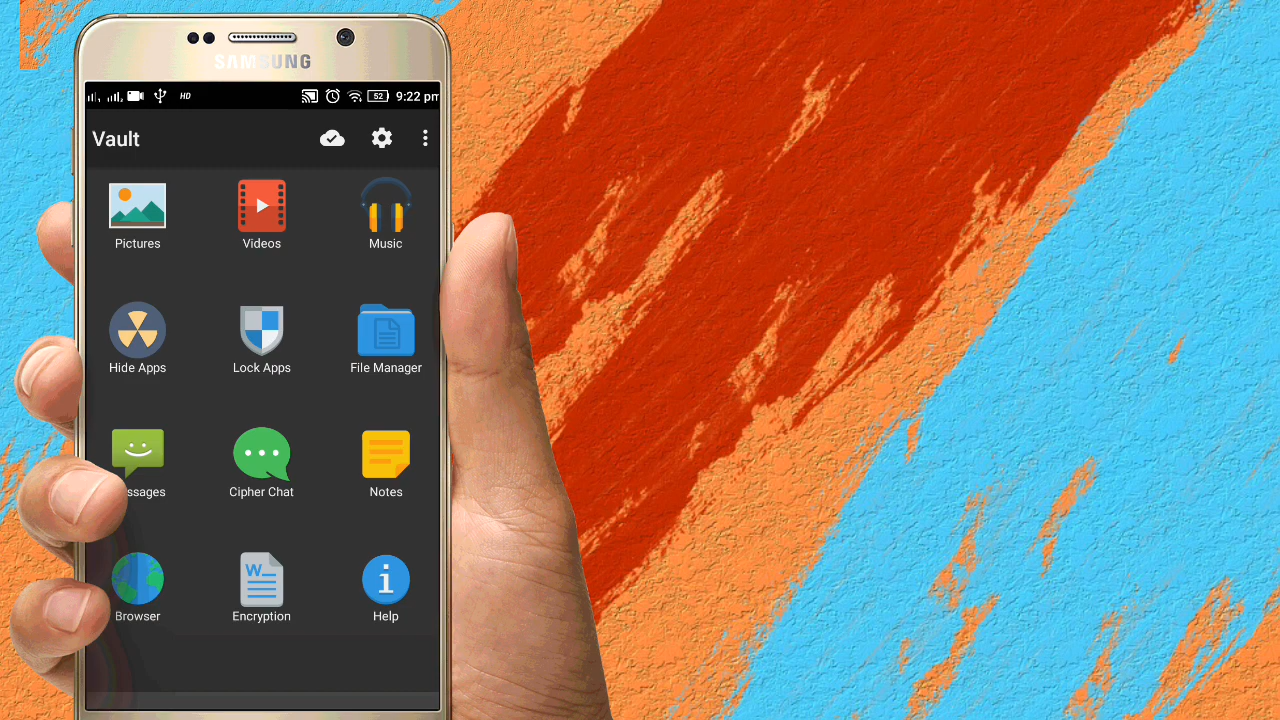 SAMSUNG
HD 52 9:22 pm
Vault
Pictures Videos Music
Hide Apps Lock Apps File Manager
ssages Cipher Chat Notes
W
Browser Encryption Help